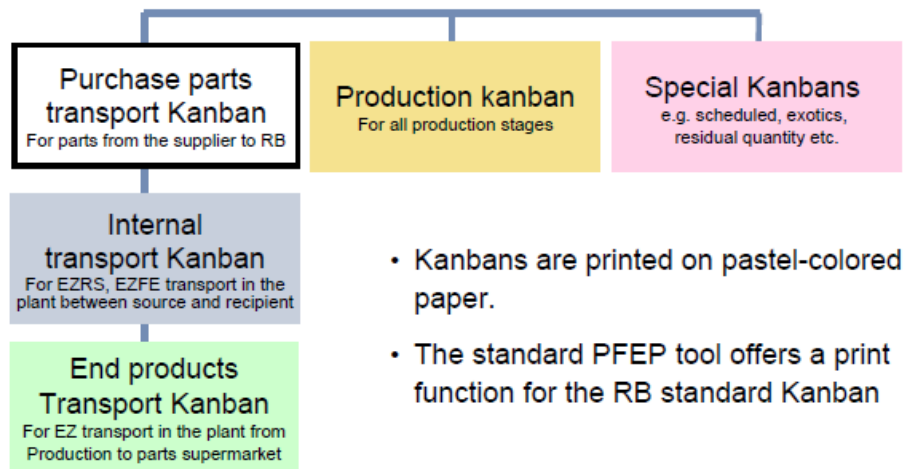 Purchase parts
transport Kanban
For parts from the supplier to RB
Production kanban
For all production stages
Special Kanbans
e.g. scheduled, exotics,
residual quantity etc.
Internal
transport Kanban
For EZRS, EZFE transport in the
plant between source and recipient
End products
Transport Kanban
For EZ transport in the plant from
Production to parts supermarket
• Kanbans are printed on pastel-colored
paper.
• The standard PFEP tool offers a print
function for the RB standard Kanban